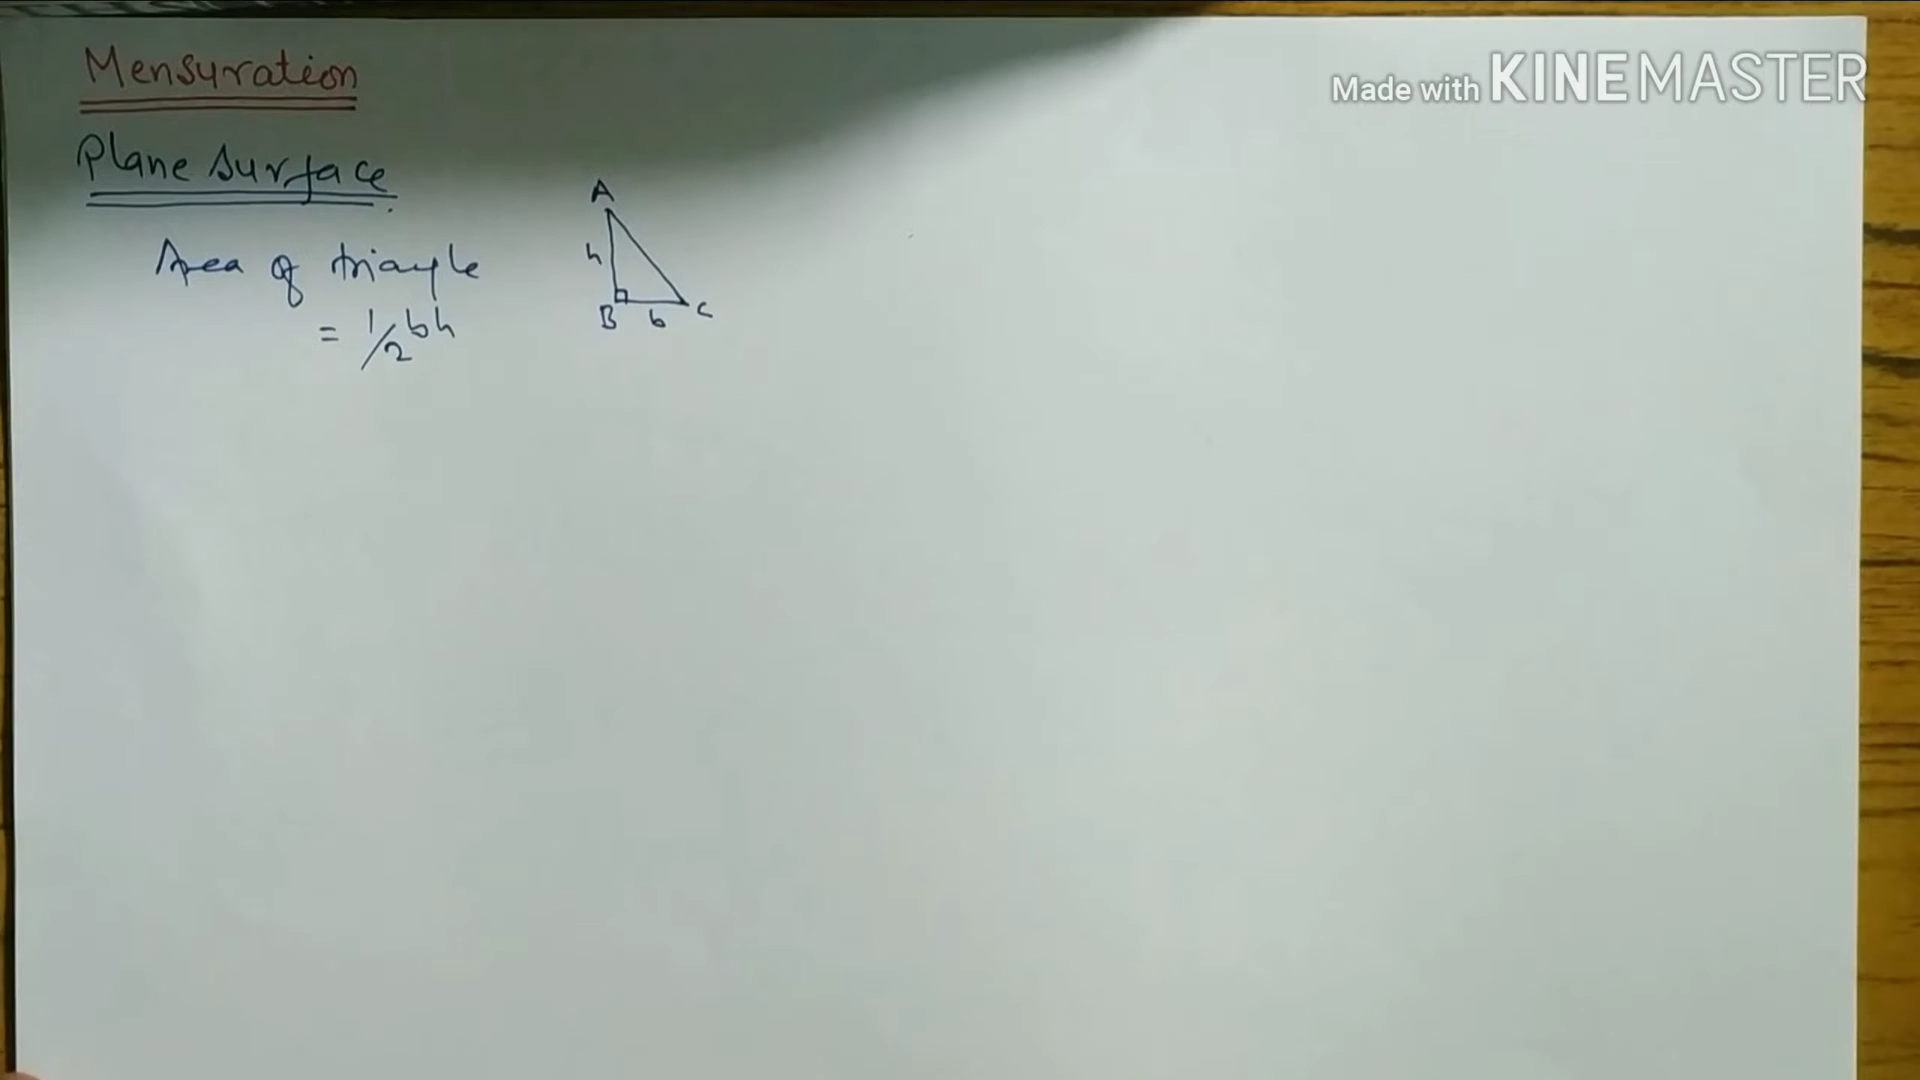 Mensuration
Made with KINEMASTER
Plane surface
Area of triangle
= 1/2 bh
A
h
B b C